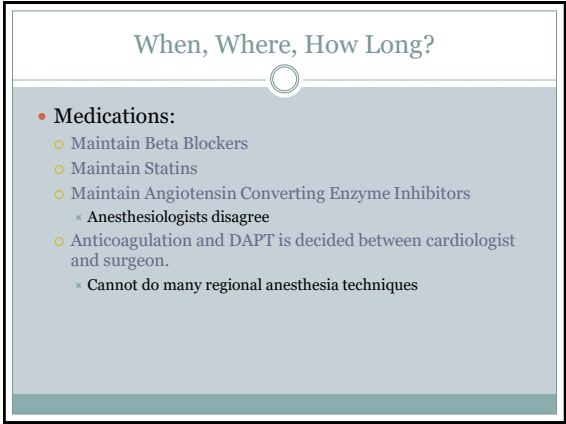 When, Where, How Long?
• Medications:
Maintain Beta Blockers
Maintain Statins
Maintain Angiotensin Converting Enzyme Inhibitors
Anesthesiologists disagree
Anticoagulation and DAPT is decided between cardiologist
and surgeon.
Cannot do many regional anesthesia techniques